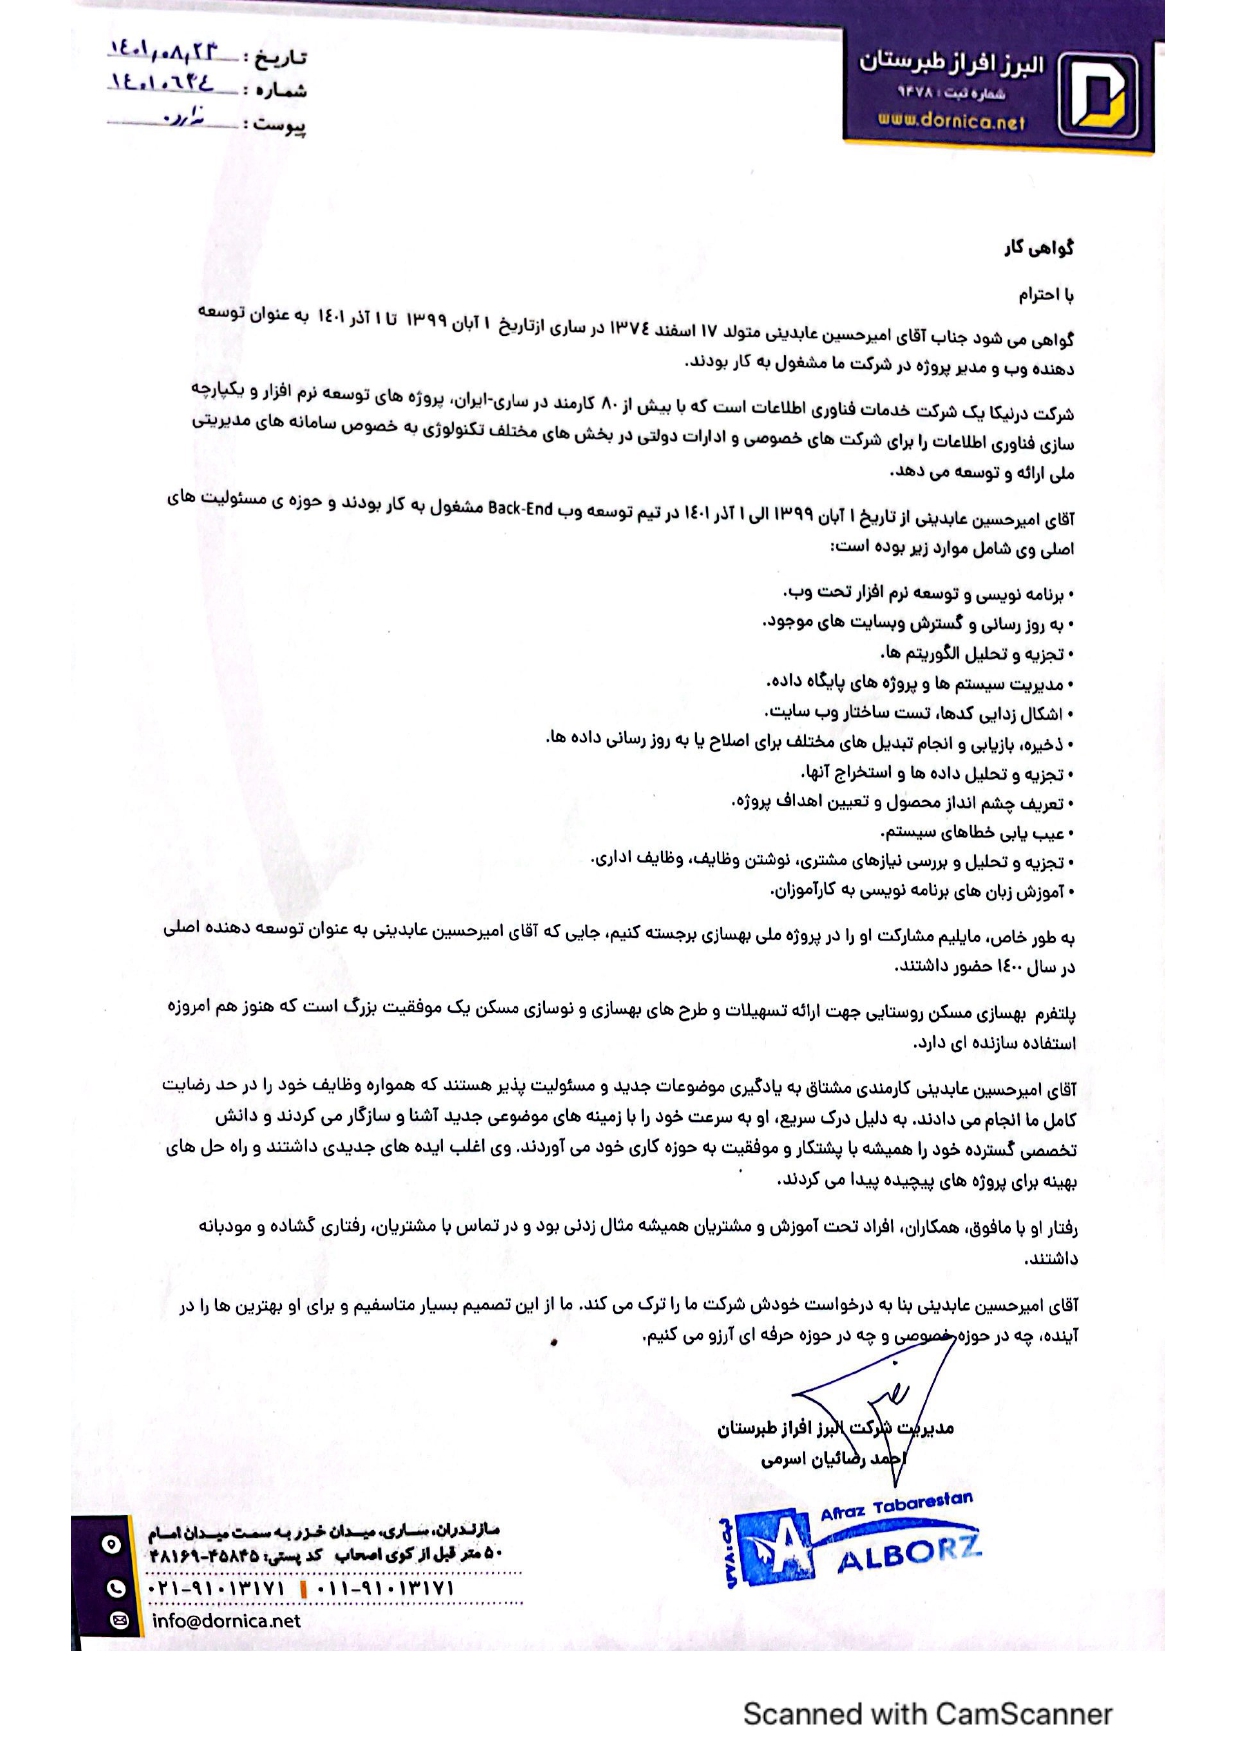 البرز افراز طبرستان
شماره ثبت : ۹۴۷۸
www.dornica.net
تاریخ : ۱۴۰۱,۰۸,۲۳
شماره : ۱۴۰۱۰۶۳۴
پیوست : ندارد
گواهی کار
با احترام
گواهی می شود جناب آقای امیرحسین عابدینی متولد ۱۷ اسفند ۱۳۷٤ در ساری ازتاریخ ۱ آبان ۱۳۹۹ تا ۱ آذر ۱٤۰۱ به عنوان توسعه
دهنده وب و مدیر پروژه در شرکت ما مشغول به کار بودند.
شرکت درنیکا یک شرکت خدمات فناوری اطلاعات است که با بیش از ۸۰ کارمند در ساری-ایران، پروژه های توسعه نرم افزار و یکپارچه
سازی فناوری اطلاعات را برای شرکت های خصوصی و ادارات دولتی در بخش های مختلف تکنولوژی به خصوص سامانه های مدیریتی
ملی ارائه و توسعه می دهد.
آقای امیرحسین عابدینی از تاریخ ۱ آبان ۱۳۹۹ الی ۱ آذر ۱٤۰۱ در تیم توسعه وب Back-End مشغول به کار بودند و حوزه ی مسئولیت های
اصلی وی شامل موارد زیر بوده است:
• برنامه نویسی و توسعه نرم افزار تحت وب.
• به روز رسانی و گسترش وبسایت های موجود.
• تجزیه و تحلیل الگوریتم ها.
• مدیریت سیستم ها و پروژه های پایگاه داده.
• اشکال زدایی کدها، تست ساختار وب سایت.
• ذخیره، بازیابی و انجام تبدیل های مختلف برای اصلاح یا به روز رسانی داده ها.
• تجزیه و تحلیل داده ها و استخراج آنها.
• تعریف چشم انداز محصول و تعیین اهداف پروژه.
• عیب یابی خطاهای سیستم.
• تجزیه و تحلیل و بررسی نیازهای مشتری، نوشتن وظایف، وظایف اداری.
• آموزش زبان های برنامه نویسی به کارآموزان.
به طور خاص، مایلیم مشارکت او را در پروژه ملی بهسازی برجسته کنیم، جایی که آقای امیرحسین عابدینی به عنوان توسعه دهنده اصلی
در سال ۱٤۰۰ حضور داشتند.
پلتفرم بهسازی مسکن روستایی جهت ارائه تسهیلات و طرح های بهسازی و نوسازی مسکن یک موفقیت بزرگ است که هنوز هم امروزه
استفاده سازنده ای دارد.
آقای امیرحسین عابدینی کارمندی مشتاق به یادگیری موضوعات جدید و مسئولیت پذیر هستند که همواره وظایف خود را در حد رضایت
کامل ما انجام می دادند. به دلیل درک سریع، او به سرعت خود را با زمینه های موضوعی جدید آشنا و سازگار می کردند و دانش
تخصصی گسترده خود را همیشه با پشتکار و موفقیت به حوزه کاری خود می آوردند. وی اغلب ایده های جدیدی داشتند و راه حل های
بهینه برای پروژه های پیچیده پیدا می کردند.
رفتار او با مافوق، همکاران، افراد تحت آموزش و مشتریان همیشه مثال زدنی بود و در تماس با مشتریان، رفتاری گشاده و مودبانه
داشتند.
آقای امیرحسین عابدینی بنا به درخواست خودش شرکت ما را ترک می کند. ما از این تصمیم بسیار متاسفیم و برای او بهترین ها را در
آینده، چه در حوزه خصوصی و چه در حوزه حرفه ای آرزو می کنیم.
مدیریت شرکت البرز افراز طبرستان
احمد رضائیان اسرمی
Afraz Tabarestan
ALBORZ
ثبت: ۹۴۷۸
مازندران، ساری، میدان خزر به سمت میدان امام
۵۰ متر قبل از کوی اصحاب کد پستی: ۴۵۸۴۵-۴۸۱۶۹
۰۲۱-۹۱۰۱۳۱۷۱ | ۰۱۱-۹۱۰۱۳۱۷۱
info@dornica.net
Scanned with CamScanner